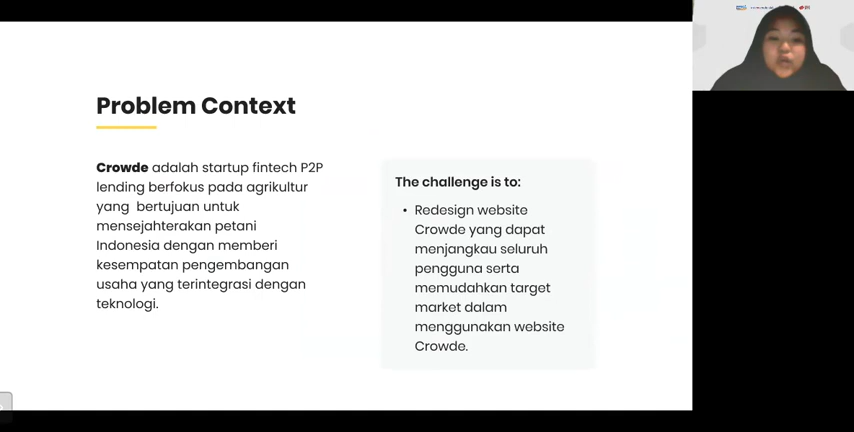 Problem Context
Crowde adalah startup fintech P2P
lending berfokus pada agrikultur
yang bertujuan untuk
mensejahterakan petani
Indonesia dengan memberi
kesempatan pengembangan
usaha yang terintegrasi dengan
teknologi.
The challenge is to:
• Redesign website
Crowde yang dapat
menjangkau seluruh
pengguna serta
memudahkan target
market dalam
menggunakan website
Crowde.